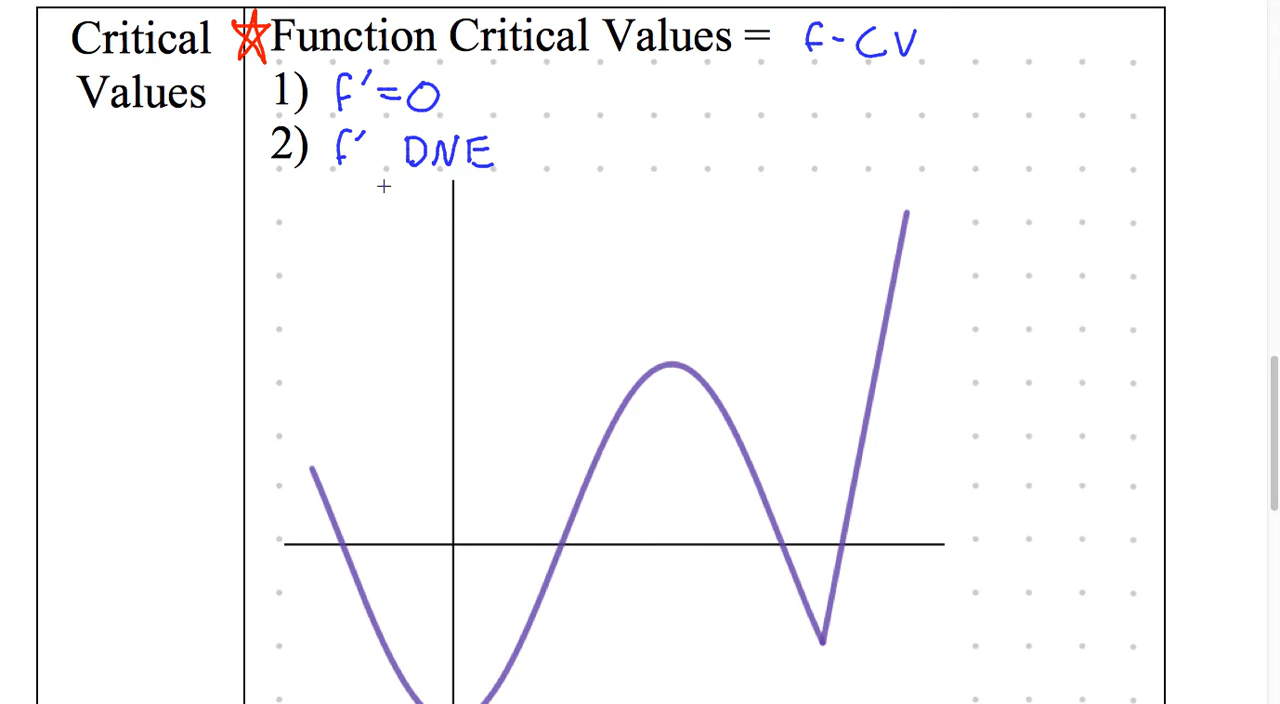 Critical
Values
Function Critical Values = f-CV
1) f'=0
2) f' DNE